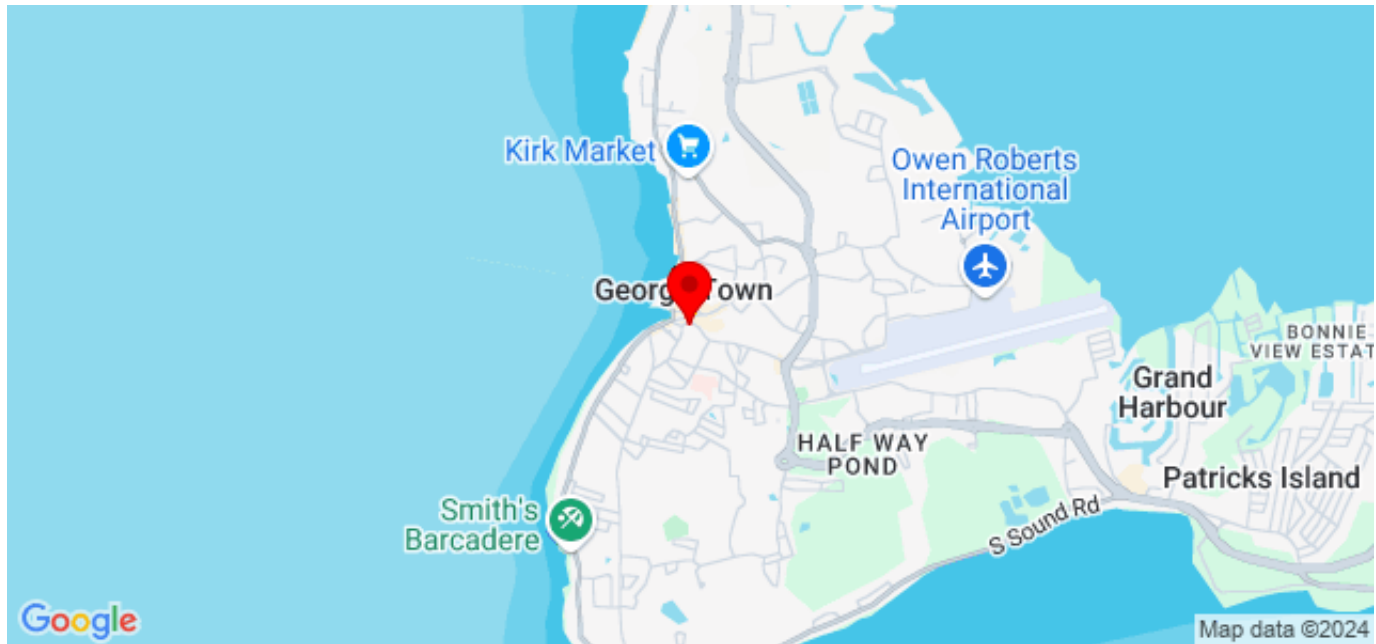 Kirk Market
Owen Roberts
International
Airport
George Town
BONNIE
VIEW ESTAT
Grand
Harbour
HALF WAY
POND
Patricks Island
Smith's
Barcadere
S Sound Rd
Google
Map data ©2024